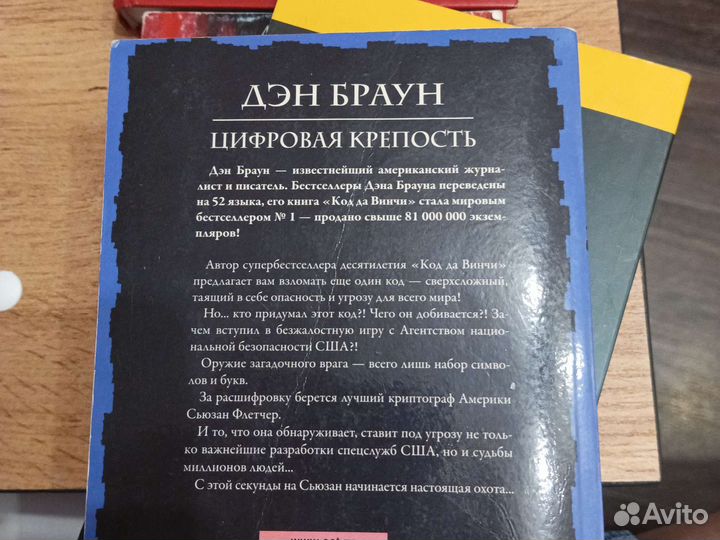 ДЭН БРАУН
ЦИФРОВАЯ КРЕПОСТЬ
Дэн Браун — известнейший американский журна-
лист и писатель. Бестселлеры Дэна Брауна переведены
на 52 языка, его книга «Код да Винчи» стала мировым
бестселлером № 1 — продано свыше 81 000 000 экзем-
пляров!
Автор супербестселлера десятилетия «Код да Винчи»
предлагает вам взломать еще один код — сверхсложный,
таящий в себе опасность и угрозу для всего мира!
Но... кто придумал этот код?! Чего он добивается?! За-
чем вступил в безжалостную игру с Агентством нацио-
нальной безопасности США?!
Оружие загадочного врага — всего лишь набор симво-
лов и букв.
За расшифровку берется лучший криптограф Америки
Сьюзан Флетчер.
И то, что она обнаруживает, ставит под угрозу не толь-
ко важнейшие разработки спецслужб США, но и судьбы
миллионов людей...
С этой секунды на Сьюзан начинается настоящая охота...
Avito